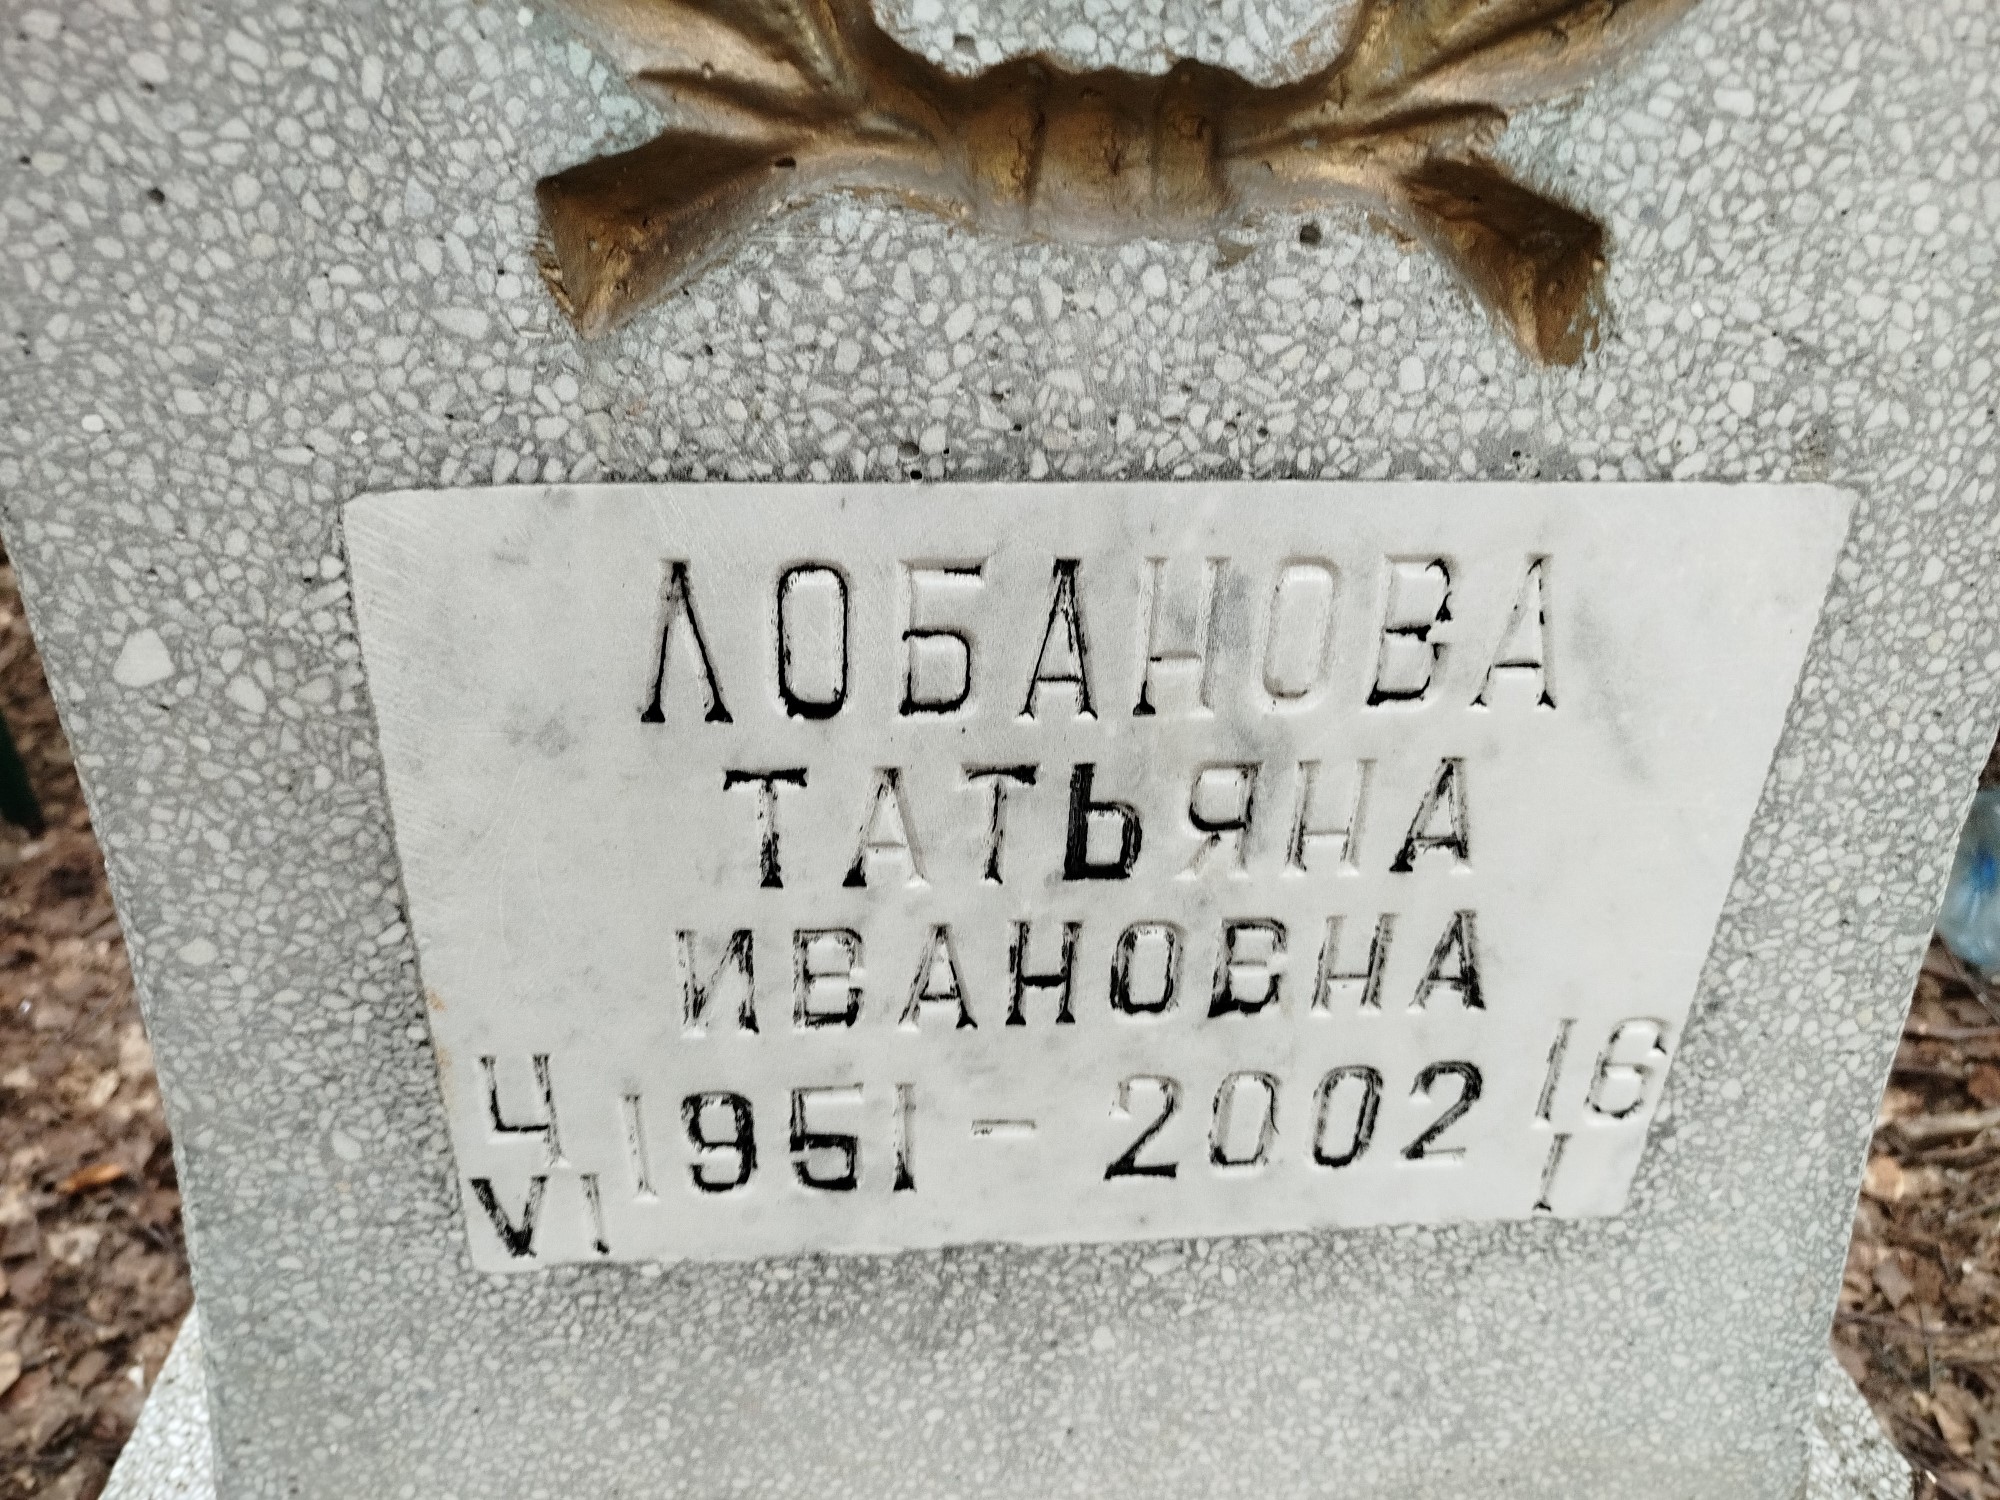 ЛОБАНОВА
ТАТЬЯНА
ИВАНОВНА
4 16
1951 - 2002
VI I